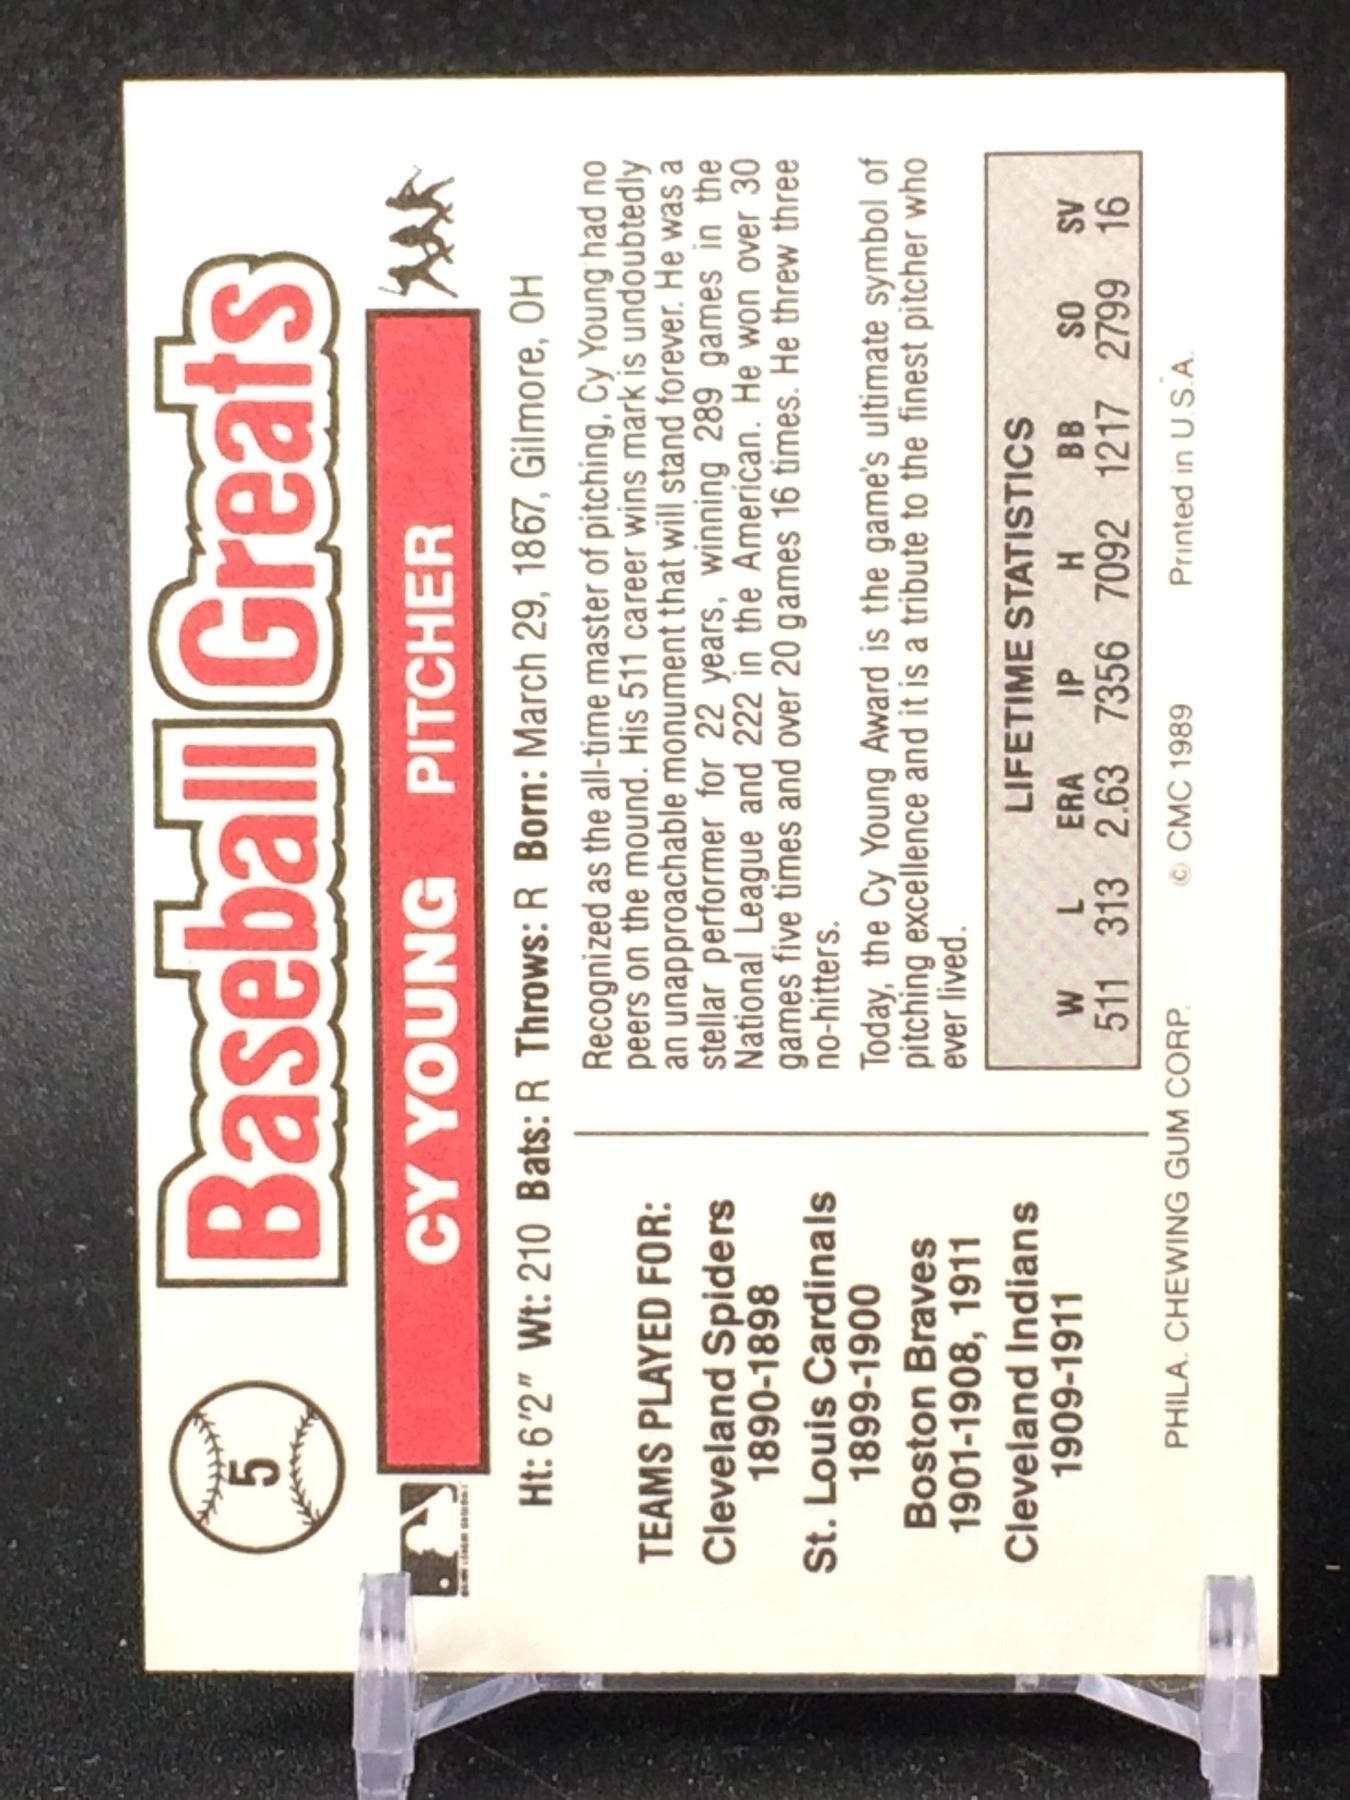 5
Baseball Greats
CY YOUNG PITCHER
Ht: 6'2" Wt: 210 Bats: R Throws: R Born: March 29, 1867, Gilmore, OH
TEAMS PLAYED FOR:
Cleveland Spiders
1890-1898
St. Louis Cardinals
1899-1900
Boston Braves
1901-1908, 1911
Cleveland Indians
1909-1911
Recognized as the all-time master of pitching, Cy Young had no
peers on the mound. His 511 career wins mark is undoubtedly
an unapproachable monument that will stand forever. He was a
stellar performer for 22 years, winning 289 games in the
National League and 222 in the American. He won over 30
games five times and over 20 games 16 times. He threw three
no-hitters.
Today, the Cy Young Award is the game's ultimate symbol of
pitching excellence and it is a tribute to the finest pitcher who
ever lived.
LIFETIME STATISTICS
W L ERA IP H BB SO SV
511 313 2.63 7356 7092 1217 2799 16
PHILA. CHEWING GUM CORP. © CMC 1989 Printed in U.S.A.